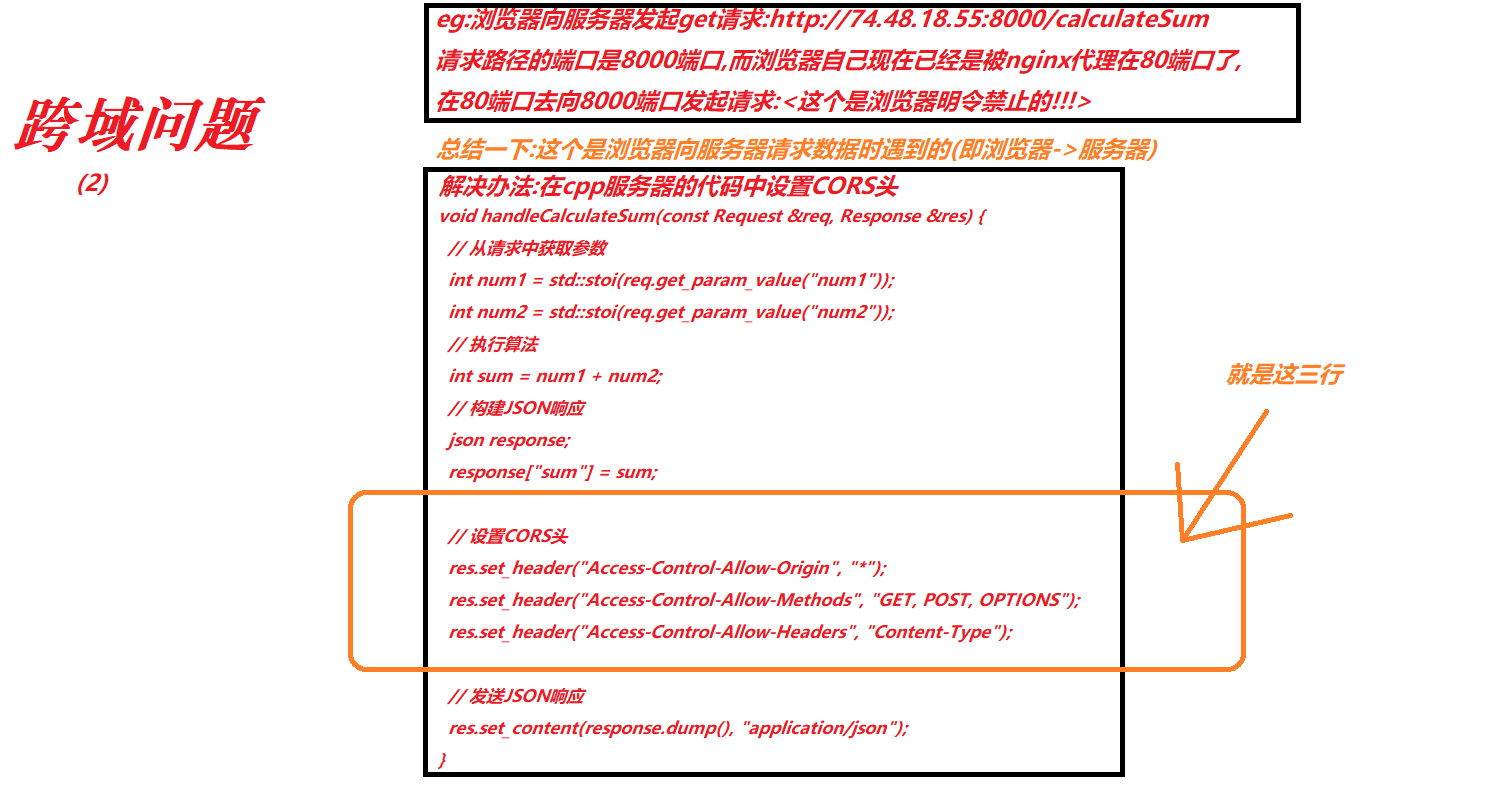 eg:浏览器向服务器发起get请求:http://74.48.18.55:8000/calculateSum
请求路径的端口是8000端口,而浏览器自己现在已经是被nginx代理在80端口了,
在80端口去向8000端口发起请求:<这个是浏览器明令禁止的!!!>
跨域问题
(2)
总结一下:这个是浏览器向服务器请求数据时遇到的(即浏览器->服务器)
解决办法:在cpp服务器的代码中设置CORS头
void handleCalculateSum(const Request &req, Response &res) {
// 从请求中获取参数
int num1 = std::stoi(req.get_param_value("num1"));
int num2 = std::stoi(req.get_param_value("num2"));
// 执行算法
int sum = num1 + num2;
// 构建JSON响应
json response;
response["sum"] = sum;
// 设置CORS头
res.set_header("Access-Control-Allow-Origin", "*");
res.set_header("Access-Control-Allow-Methods", "GET, POST, OPTIONS");
res.set_header("Access-Control-Allow-Headers", "Content-Type");
// 发送JSON响应
res.set_content(response.dump(), "application/json");
}
就是这三行